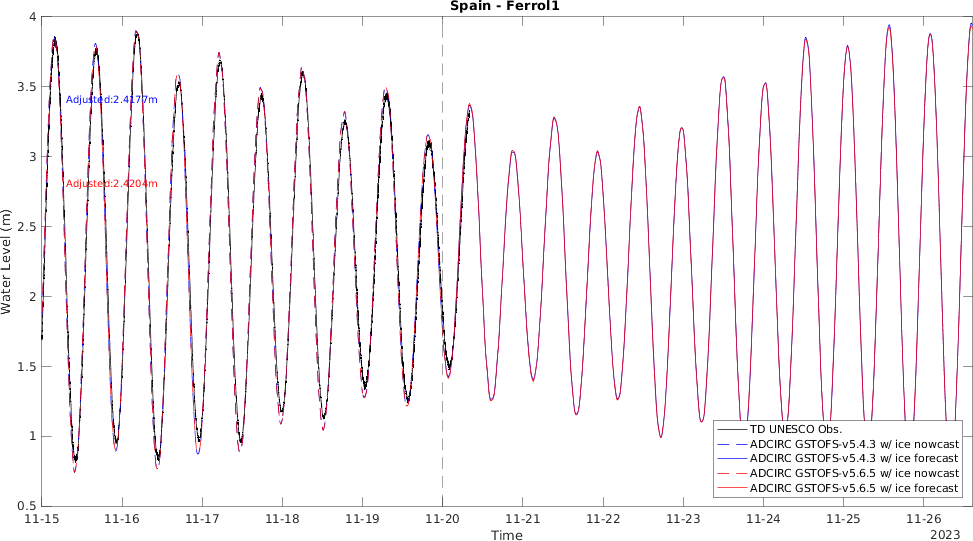 Spain - Ferrol1
4
3.5
3
2.5
2
1.5
1
0.5
Water Level (m)
Adjusted:2.4177m
Adjusted:2.4204m
TD UNESCO Obs.
ADCIRC GSTOFS-v5.4.3 w/ ice nowcast
ADCIRC GSTOFS-v5.4.3 w/ ice forecast
ADCIRC GSTOFS-v5.6.5 w/ ice nowcast
ADCIRC GSTOFS-v5.6.5 w/ ice forecast
11-15 11-16 11-17 11-18 11-19 11-20 11-21 11-22 11-23 11-24 11-25 11-26
2023
Time